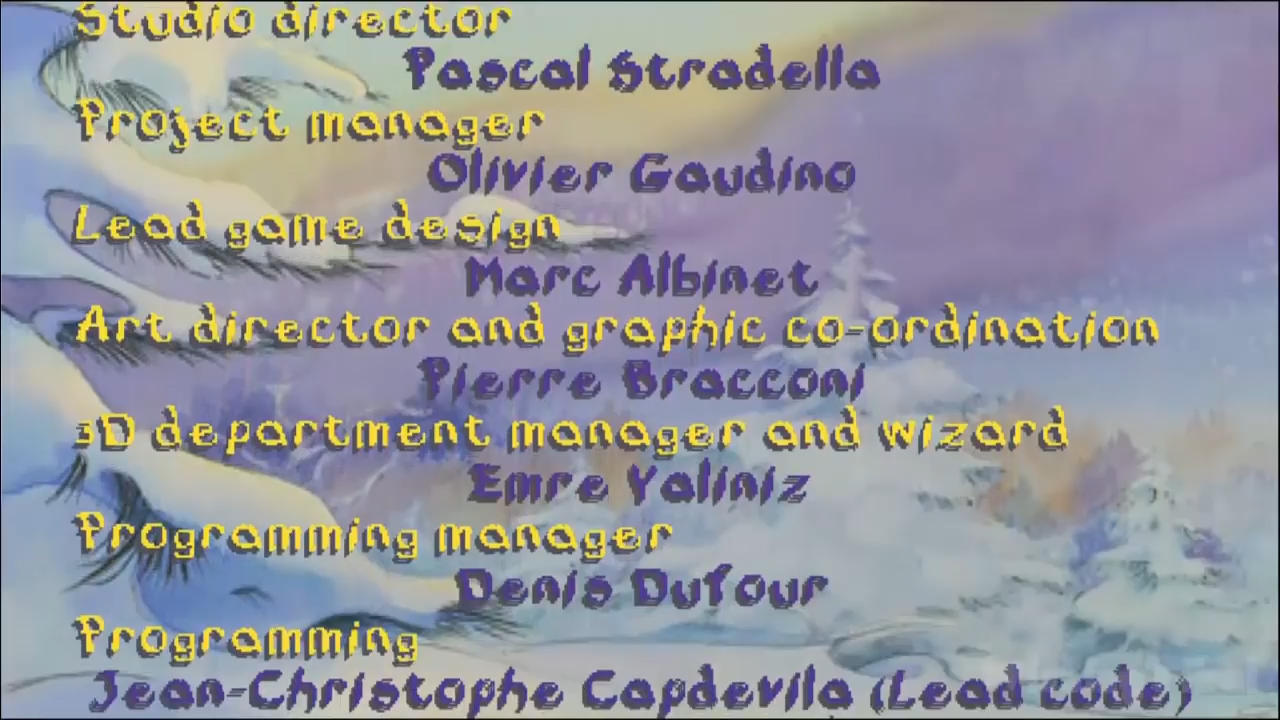 Studio director
Pascal Stradella
Project manager
Olivier Gaudino
Lead game design
Marc Albinet
Art director and graphic co-ordination
Pierre Bracconi
3D department manager and wizard
Emre Yaliniz
Programming manager
Denis Dufour
Programming
Jean-Christophe Capdevila (Lead code)